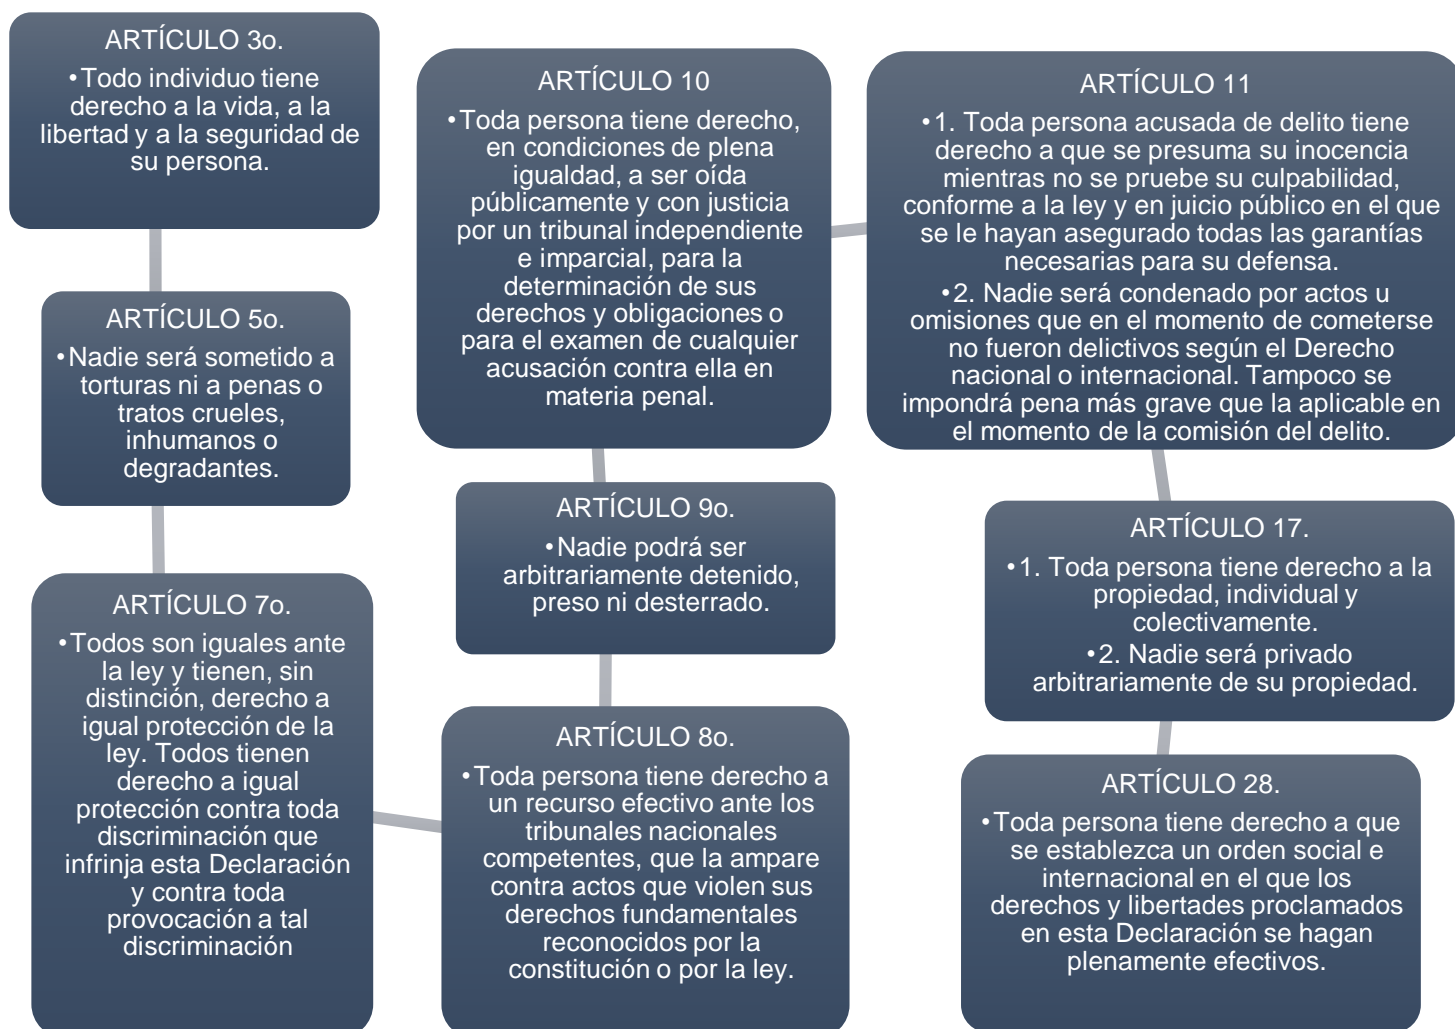 ARTÍCULO 3o.
•Todo individuo tiene
derecho a la vida, a la
libertad y a la seguridad de
su persona.
ARTÍCULO 5o.
•Nadie será sometido a
torturas ni a penas o
tratos crueles,
inhumanos o
degradantes.
ARTÍCULO 7o.
•Todos son iguales ante
la ley y tienen, sin
distinción, derecho a
igual protección de la
ley. Todos tienen
derecho a igual
protección contra toda
discriminación que
infrinja esta Declaración
y contra toda
provocación a tal
discriminación
ARTÍCULO 8o.
•Toda persona tiene derecho a
un recurso efectivo ante los
tribunales nacionales
competentes, que la ampare
contra actos que violen sus
derechos fundamentales
reconocidos por la
constitución o por la ley.
ARTÍCULO 9o.
•Nadie podrá ser
arbitrariamente detenido,
preso ni desterrado.
ARTÍCULO 10
•Toda persona tiene derecho,
en condiciones de plena
igualdad, a ser oída
públicamente y con justicia
por un tribunal independiente
e imparcial, para la
determinación de sus
derechos y obligaciones o
para el examen de cualquier
acusación contra ella en
materia penal.
ARTÍCULO 11
•1. Toda persona acusada de delito tiene
derecho a que se presuma su inocencia
mientras no se pruebe su culpabilidad,
conforme a la ley y en juicio público en el que
se le hayan asegurado todas las garantías
necesarias para su defensa.
•2. Nadie será condenado por actos u
omisiones que en el momento de cometerse
no fueron delictivos según el Derecho
nacional o internacional. Tampoco se
impondrá pena más grave que la aplicable en
el momento de la comisión del delito.
ARTÍCULO 17.
•1. Toda persona tiene derecho a la
propiedad, individual y
colectivamente.
•2. Nadie será privado
arbitrariamente de su propiedad.
ARTÍCULO 28.
•Toda persona tiene derecho a que
se establezca un orden social e
internacional en el que los
derechos y libertades proclamados
en esta Declaración se hagan
plenamente efectivos.